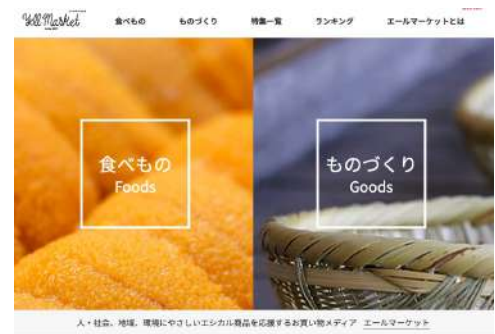 Yell Market
食べもの ものづくり 特集一覧 ランキング エールマーケットとは
食べもの
Foods
ものづくり
Goods
人・社会、地域、環境にやさしいエシカル商品を応援するお買い物メディア エールマーケット